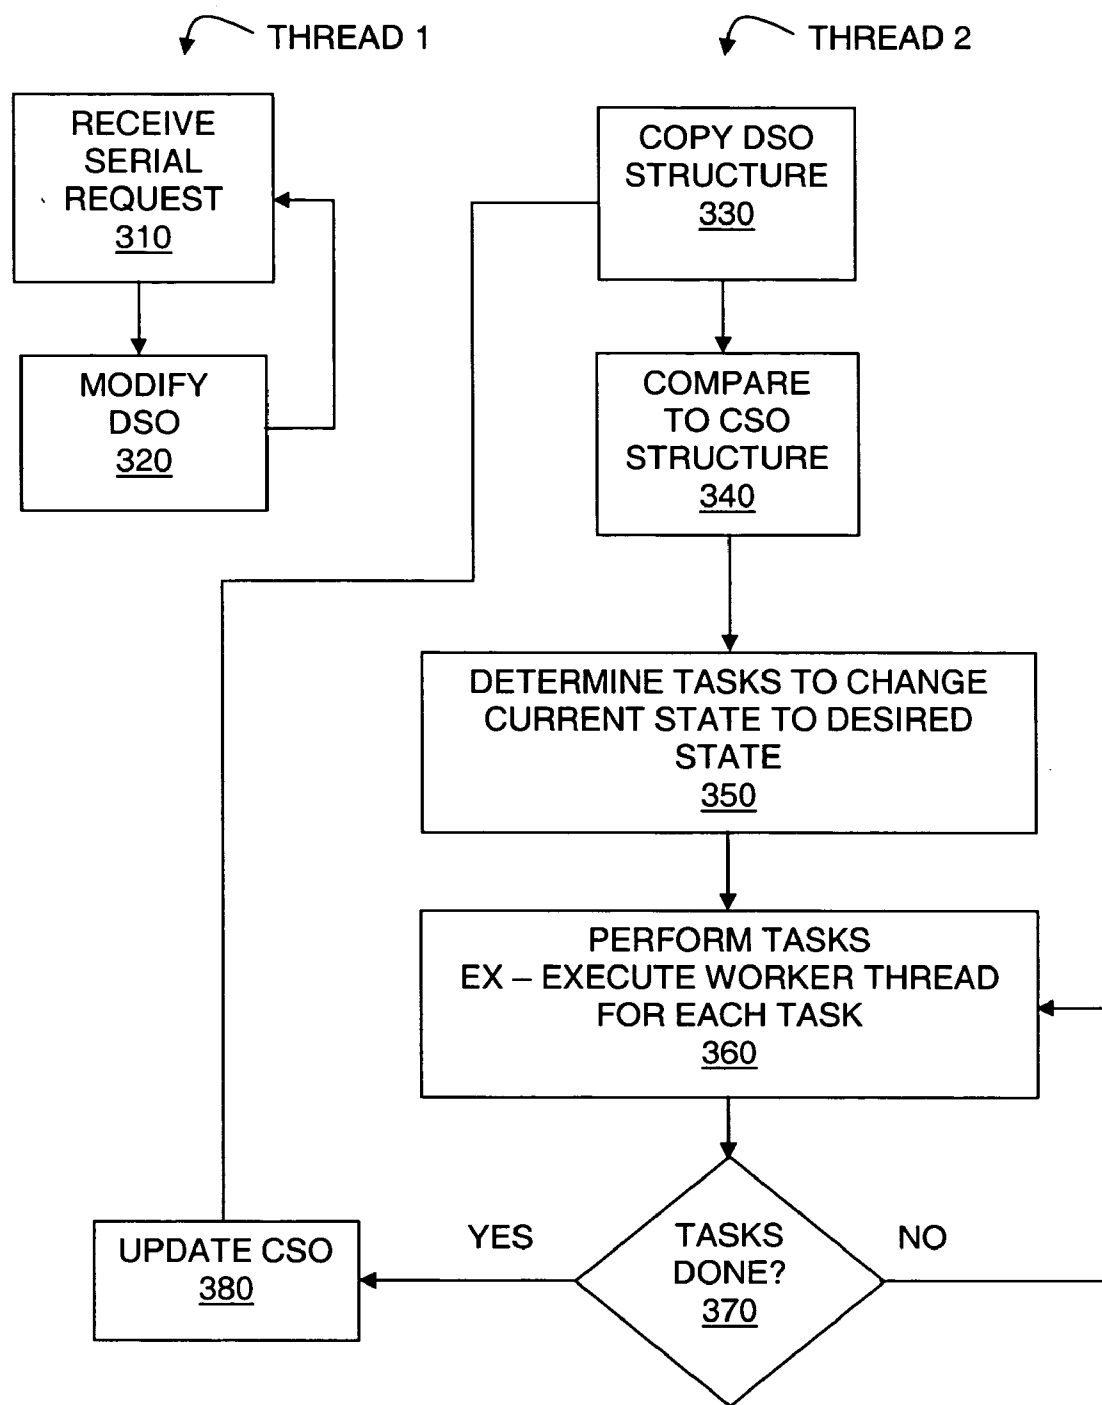 THREAD 1
THREAD 2
RECEIVE
SERIAL
REQUEST
310
MODIFY
DSO
320
COPY DSO
STRUCTURE
330
COMPARE
TO CSO
STRUCTURE
340
DETERMINE TASKS TO CHANGE
CURRENT STATE TO DESIRED
STATE
350
PERFORM TASKS
EX – EXECUTE WORKER THREAD
FOR EACH TASK
360
TASKS
DONE?
370
YES
NO
UPDATE CSO
380